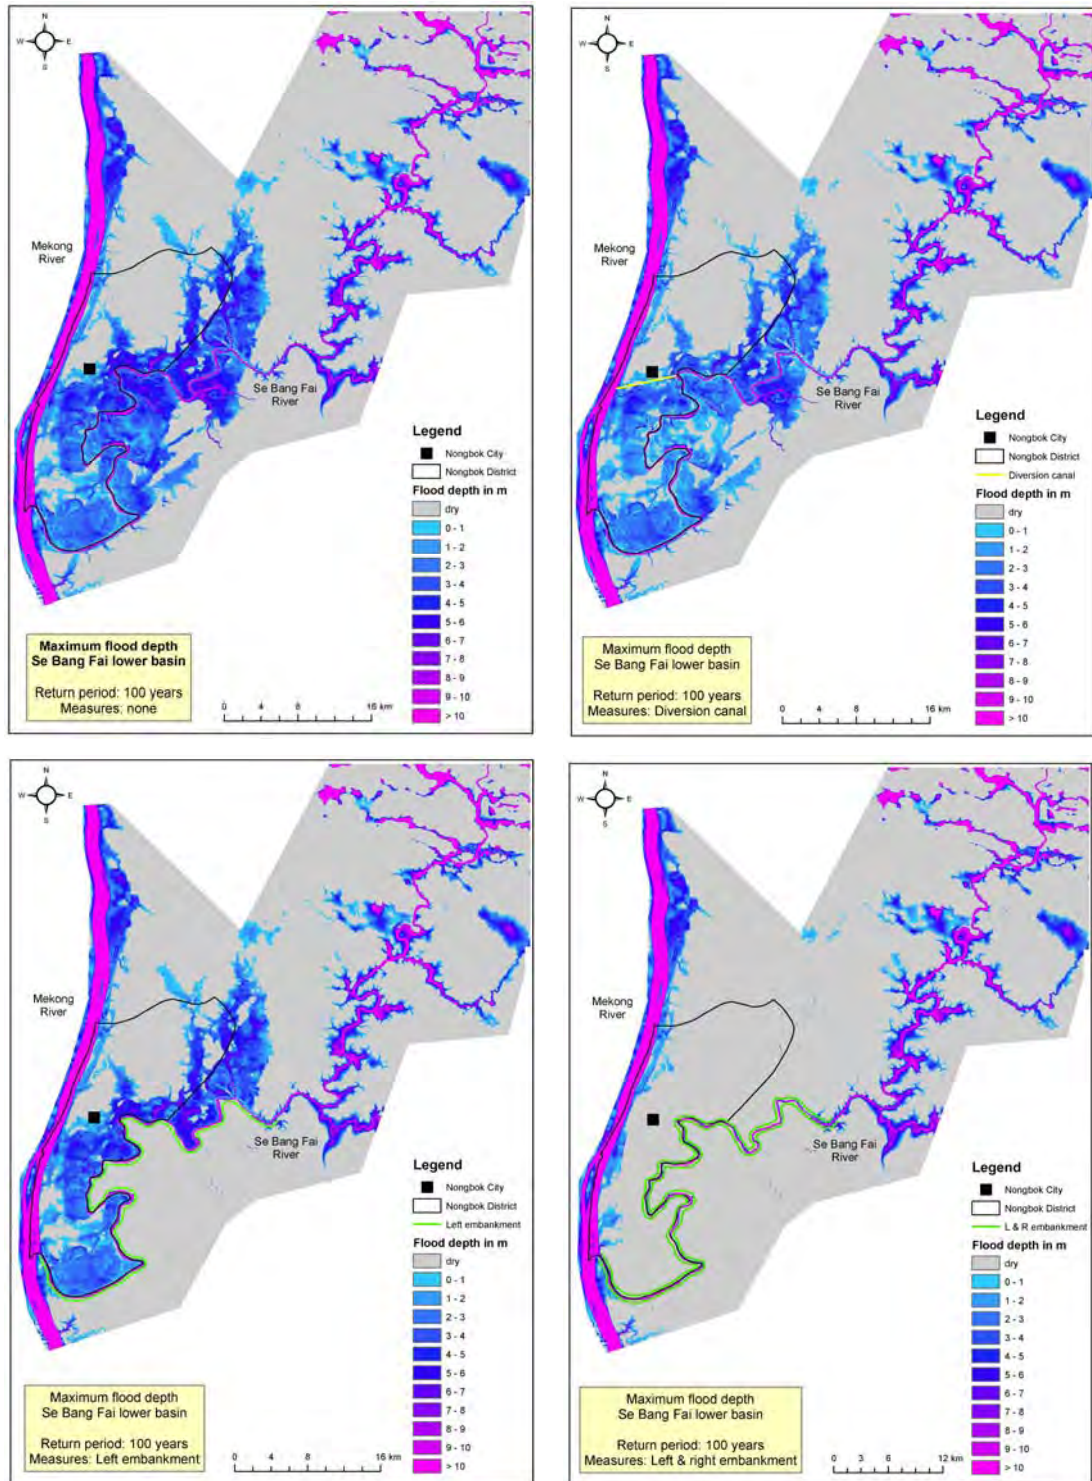 N
W E
S
Mekong
River
Se Bang Fai
River
Legend
Nongbok City
Nongbok District
Flood depth in m
dry
0 - 1
1 - 2
2 - 3
3 - 4
4 - 5
5 - 6
6 - 7
7 - 8
8 - 9
9 - 10
> 10
Maximum flood depth
Se Bang Fai lower basin
Return period: 100 years
Measures: none
0 4 8 16 km
N
W E
S
Mekong
River
Se Bang Fai
River
Legend
Nongbok City
Nongbok District
Diversion canal
Flood depth in m
dry
0 - 1
1 - 2
2 - 3
3 - 4
4 - 5
5 - 6
6 - 7
7 - 8
8 - 9
9 - 10
> 10
Maximum flood depth
Se Bang Fai lower basin
Return period: 100 years
Measures: Diversion canal
0 4 8 16 km
N
W E
S
Mekong
River
Se Bang Fai
River
Legend
Nongbok City
Nongbok District
Left embankment
Flood depth in m
dry
0 - 1
1 - 2
2 - 3
3 - 4
4 - 5
5 - 6
6 - 7
7 - 8
8 - 9
9 - 10
> 10
Maximum flood depth
Se Bang Fai lower basin
Return period: 100 years
Measures: Left embankment
0 4 8 16 km
N
W E
S
Mekong
River
Se Bang Fai
River
Legend
Nongbok City
Nongbok District
L & R embankment
Flood depth in m
dry
0 - 1
1 - 2
2 - 3
3 - 4
4 - 5
5 - 6
6 - 7
7 - 8
8 - 9
9 - 10
> 10
Maximum flood depth
Se Bang Fai lower basin
Return period: 100 years
Measures: Left & right embankment
0 3 6 12 km